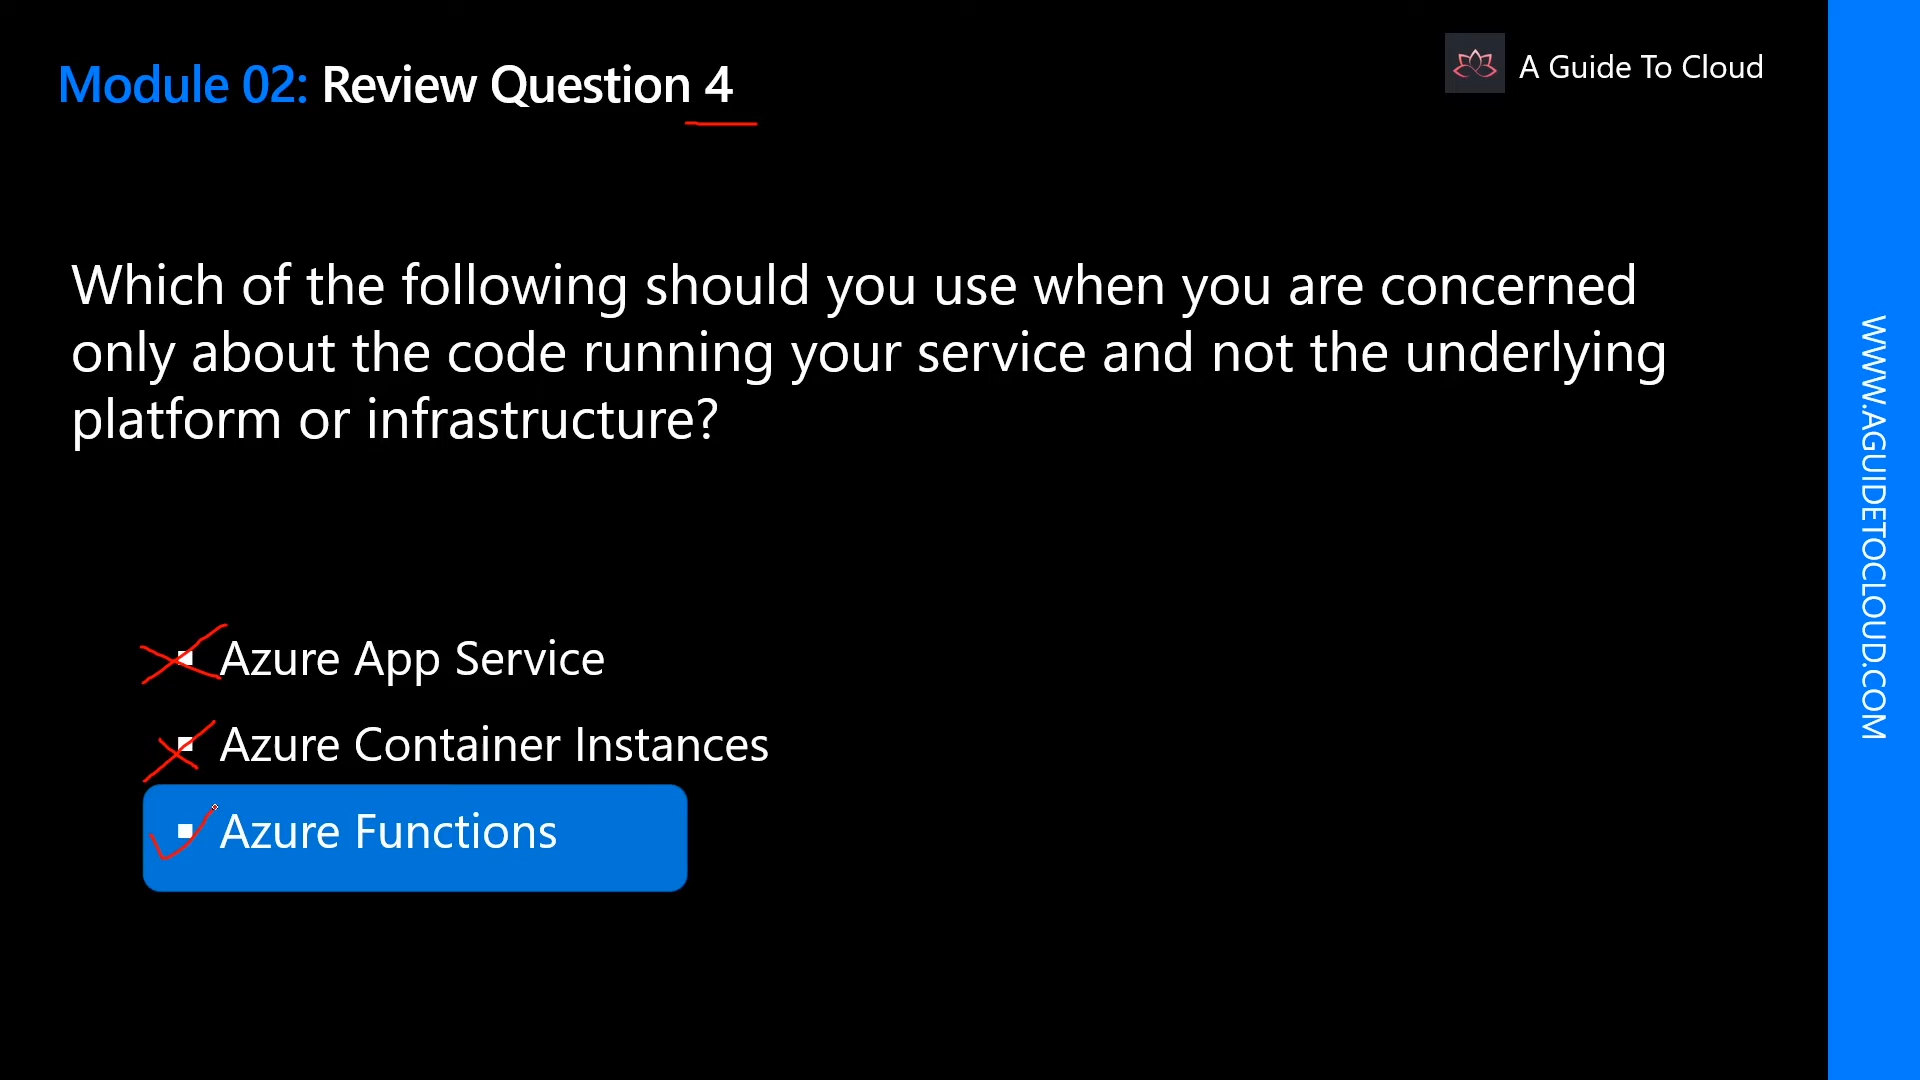 Module 02: Review Question 4
A Guide To Cloud
Which of the following should you use when you are concerned
only about the code running your service and not the underlying
platform or infrastructure?
▪ Azure App Service
▪ Azure Container Instances
▪ Azure Functions
WWW.AGUIDETOCLOUD.COM